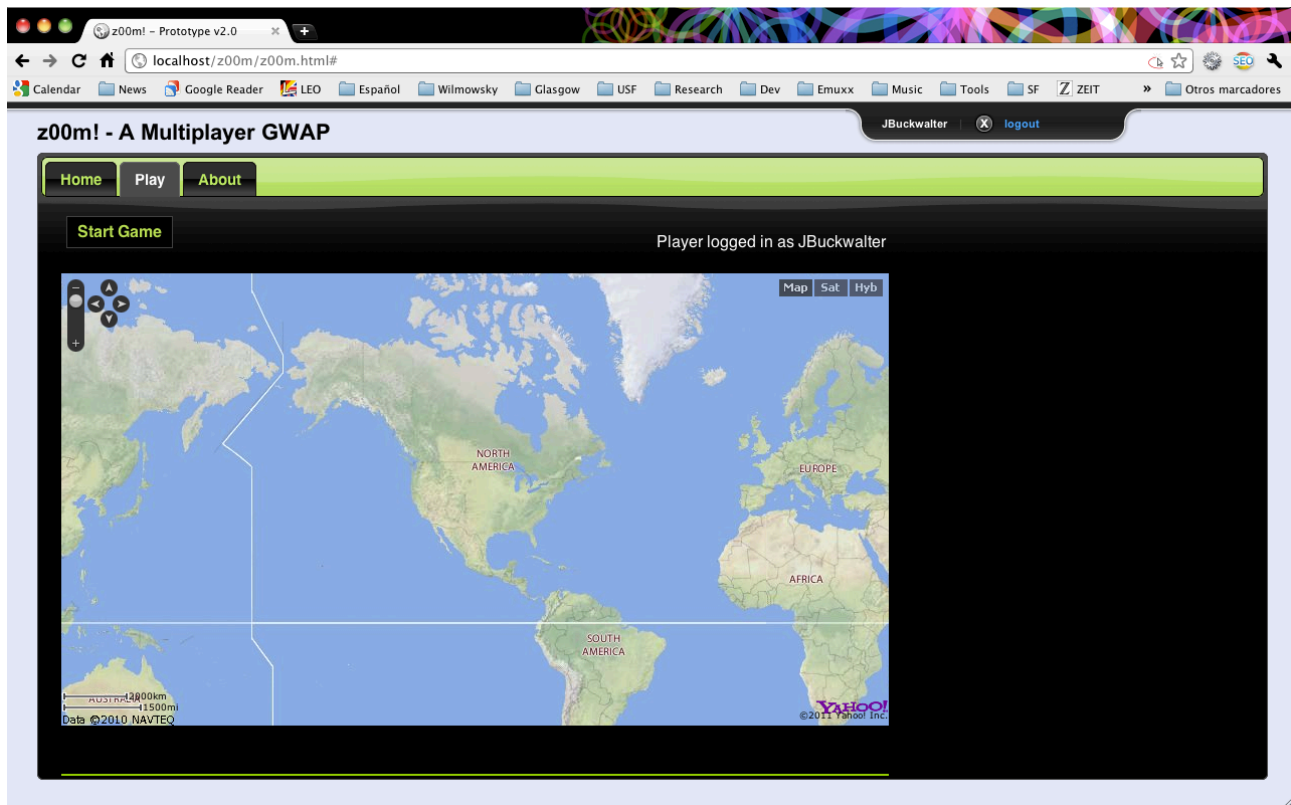 z00m! – Prototype v2.0
localhost/z00m/z00m.html#
Calendar News Google Reader LEO Español Wilmowsky Glasgow USF Research Dev Emuxx Music Tools SF Z ZEIT » Otros marcadores
SEO
z00m! - A Multiplayer GWAP
JBuckwalter | X logout
Home Play About
Start Game
Player logged in as JBuckwalter
Map Sat Hyb
NORTH
AMERICA
EUROPE
AFRICA
SOUTH
AMERICA
AUSTRALIA
2000km
1500mi
Data ©2010 NAVTEQ
YAHOO!
©2011 Yahoo! Inc.